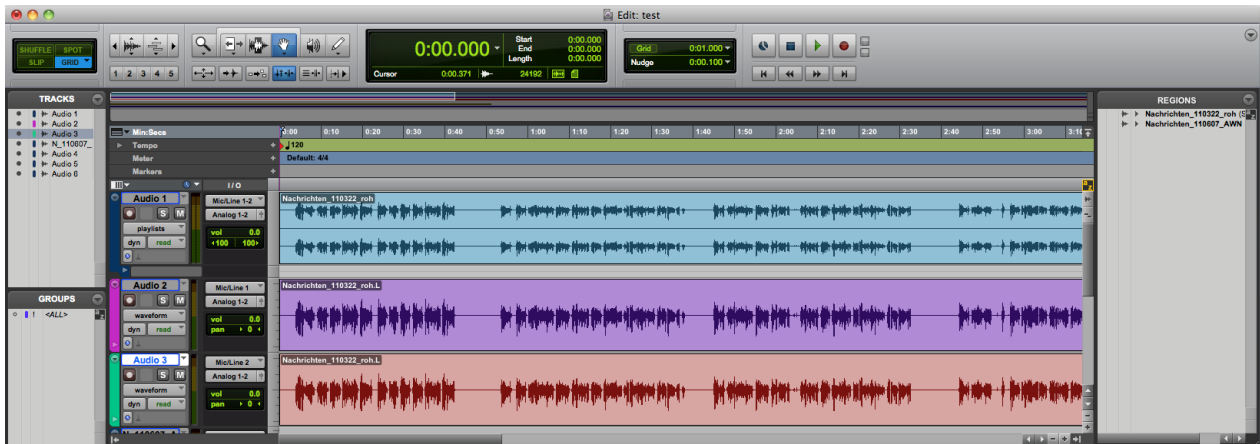 Edit: test
SHUFFLE SPOT
SLIP GRID
1 2 3 4 5
0:00.000
Start 0:00.000
End 0:00.000
Length 0:00.000
Cursor 0:00.371 24192
Grid 0:01.000
Nudge 0:00.100
TRACKS
Audio 1
Audio 2
Audio 3
N_110607_
Audio 4
Audio 5
Audio 6
GROUPS
1 <ALL>
Min:Secs
0:00 0:10 0:20 0:30 0:40 0:50 1:00 1:10 1:20 1:30 1:40 1:50 2:00 2:10 2:20 2:30 2:40 2:50 3:00 3:10
Tempo 120
Meter Default: 4/4
Markers
I/O
Audio 1
S M
playlists
dyn read
Mic/Line 1-2
Analog 1-2
vol 0.0
100 100
Nachrichten_110322_roh
Audio 2
S M
waveform
dyn read
Mic/Line 1
Analog 1-2
vol 0.0
pan 0
Nachrichten_110322_roh.L
Audio 3
S M
waveform
dyn read
Mic/Line 2
Analog 1-2
vol 0.0
pan 0
Nachrichten_110322_roh.L
REGIONS
Nachrichten_110322_roh (S
Nachrichten_110607_AWN